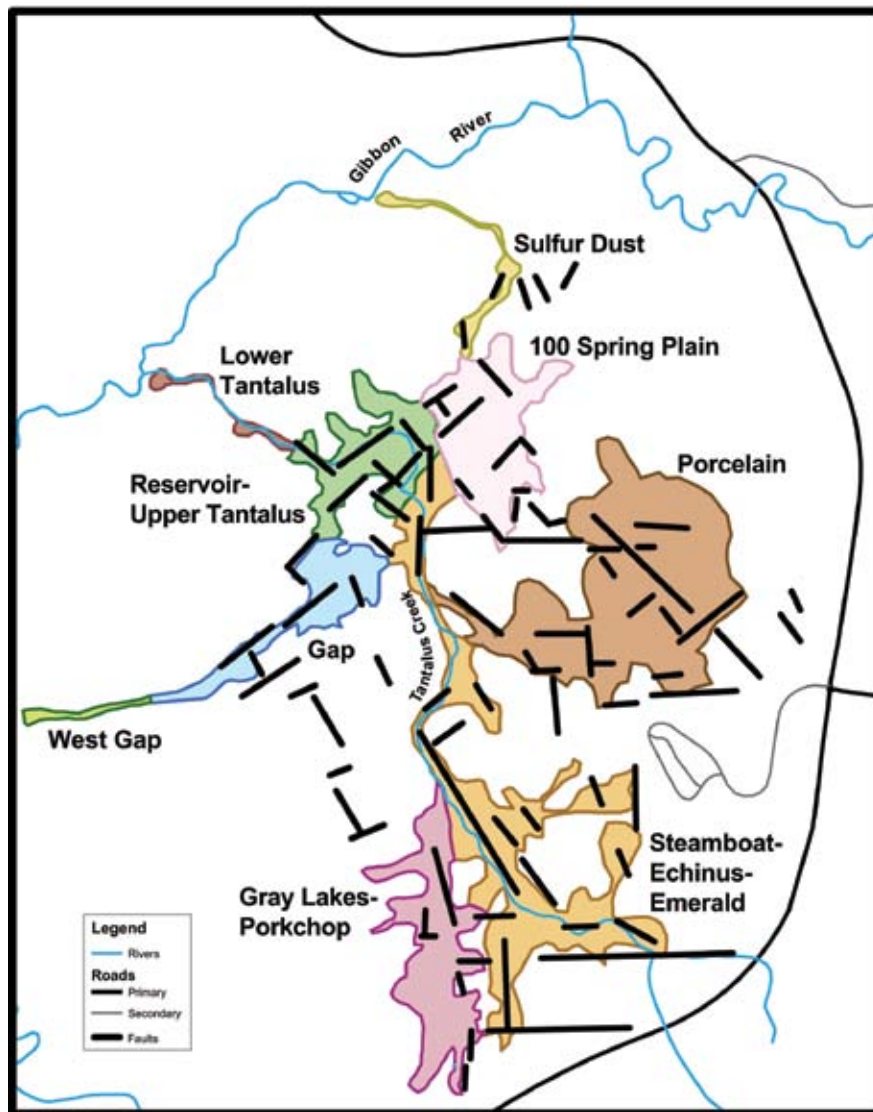 Gibbon River
Sulfur Dust
100 Spring Plain
Lower
Tantalus
Porcelain
Reservoir-
Upper Tantalus
Tantalus Creek
Gap
West Gap
Steamboat-
Echinus-
Emerald
Gray Lakes-
Porkchop
Legend
Rivers
Roads
Primary
Secondary
Faults